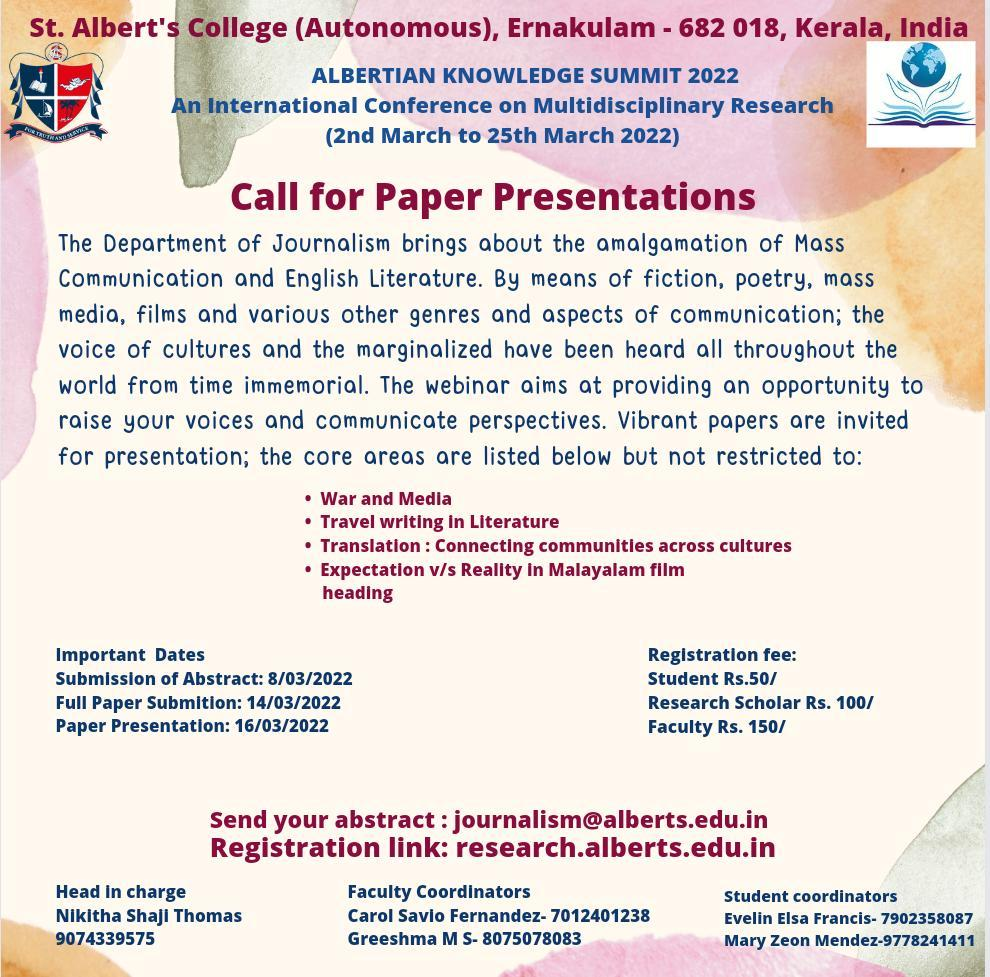 St. Albert's College (Autonomous), Ernakulam - 682 018, Kerala, India
ALBERTIAN KNOWLEDGE SUMMIT 2022
An International Conference on Multidisciplinary Research
(2nd March to 25th March 2022)
FOR TRUTH AND SERVICE
Call for Paper Presentations
The Department of Journalism brings about the amalgamation of Mass
Communication and English Literature. By means of fiction, poetry, mass
media, films and various other genres and aspects of communication; the
voice of cultures and the marginalized have been heard all throughout the
world from time immemorial. The webinar aims at providing an opportunity to
raise your voices and communicate perspectives. Vibrant papers are invited
for presentation; the core areas are listed below but not restricted to:
• War and Media
• Travel writing in Literature
• Translation : Connecting communities across cultures
• Expectation v/s Reality in Malayalam film
heading
Important Dates
Submission of Abstract: 8/03/2022
Full Paper Submition: 14/03/2022
Paper Presentation: 16/03/2022
Registration fee:
Student Rs.50/
Research Scholar Rs. 100/
Faculty Rs. 150/
Send your abstract : journalism@alberts.edu.in
Registration link: research.alberts.edu.in
Head in charge
Nikitha Shaji Thomas
9074339575
Faculty Coordinators
Carol Savio Fernandez- 7012401238
Greeshma M S- 8075078083
Student coordinators
Evelin Elsa Francis- 7902358087
Mary Zeon Mendez-9778241411